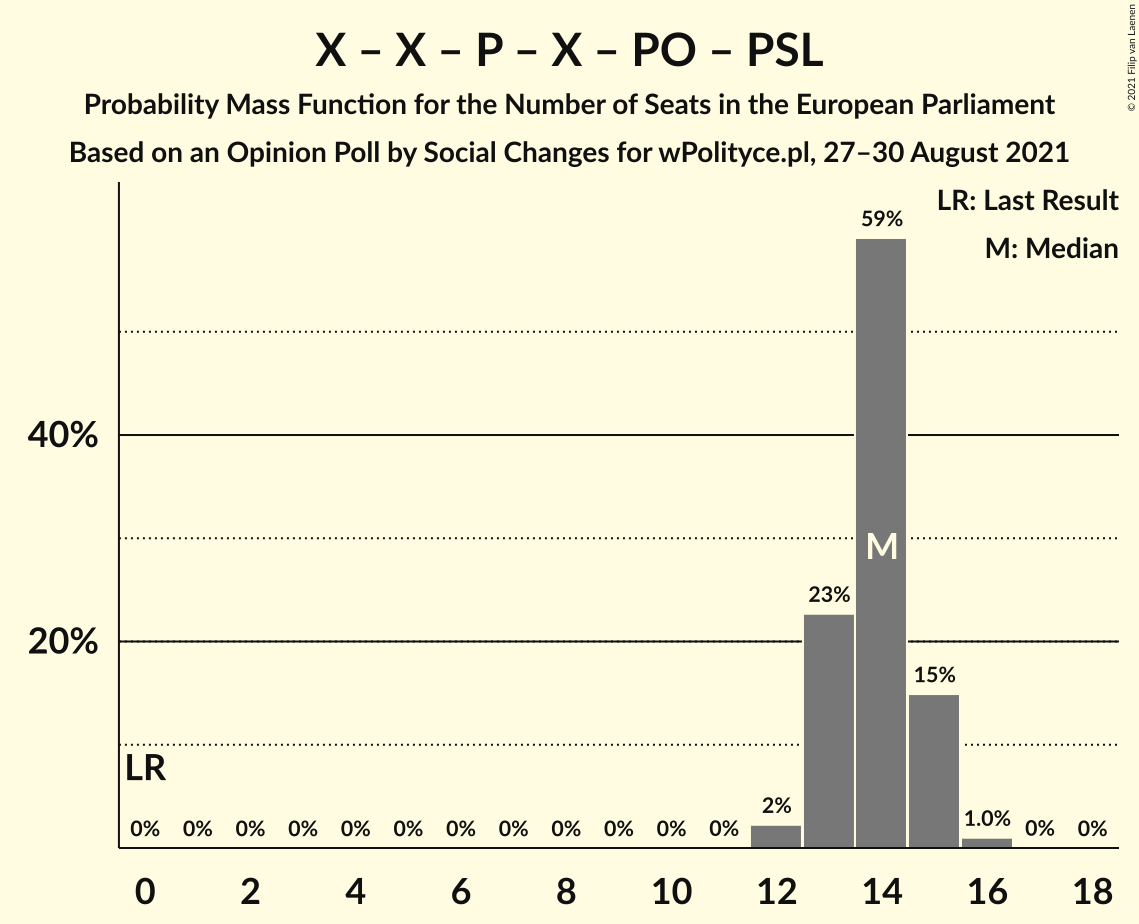 X – X – P – X – PO – PSL
Probability Mass Function for the Number of Seats in the European Parliament
Based on an Opinion Poll by Social Changes for wPolityce.pl, 27–30 August 2021
© 2021 Filip van Laenen
LR: Last Result
M: Median
59%
40%
M
23%
20%
15%
LR
0% 0% 0% 0% 0% 0% 0% 0% 0% 0% 0% 0% 2% 1.0% 0% 0%
0 2 4 6 8 10 12 14 16 18